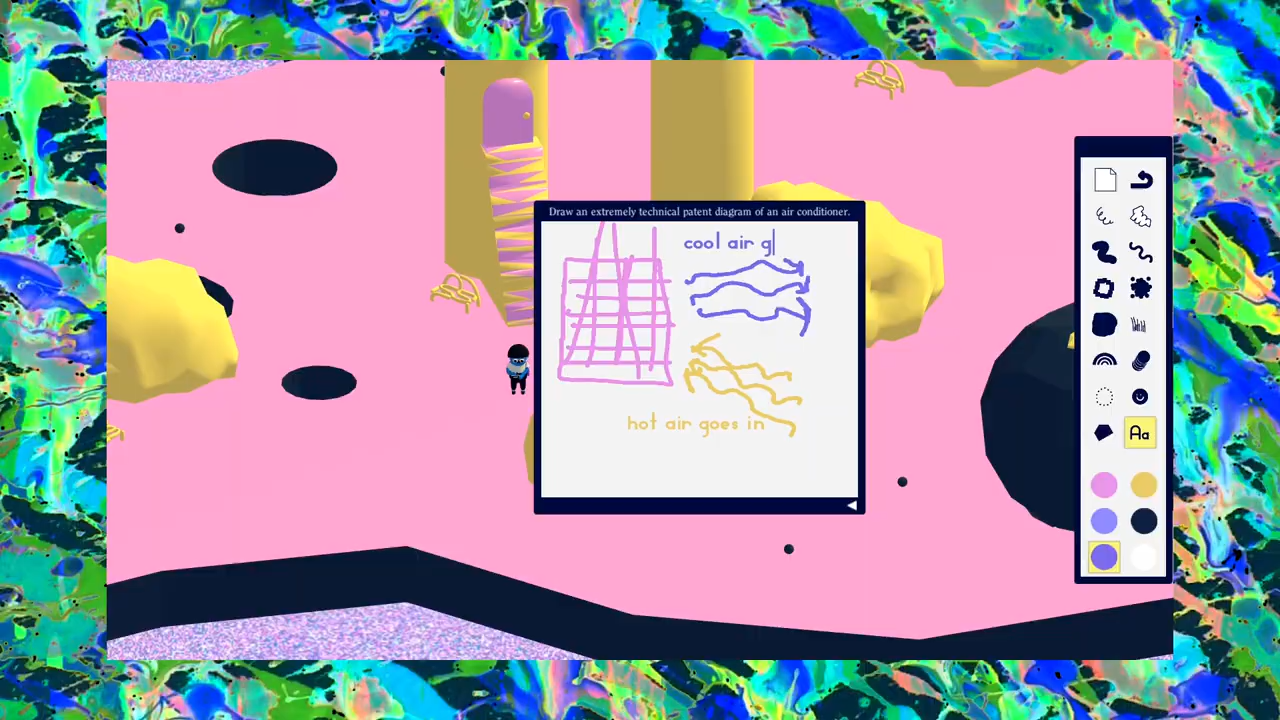 Draw an extremely technical patent diagram of an air conditioner.
cool air g
hot air goes in
Aa